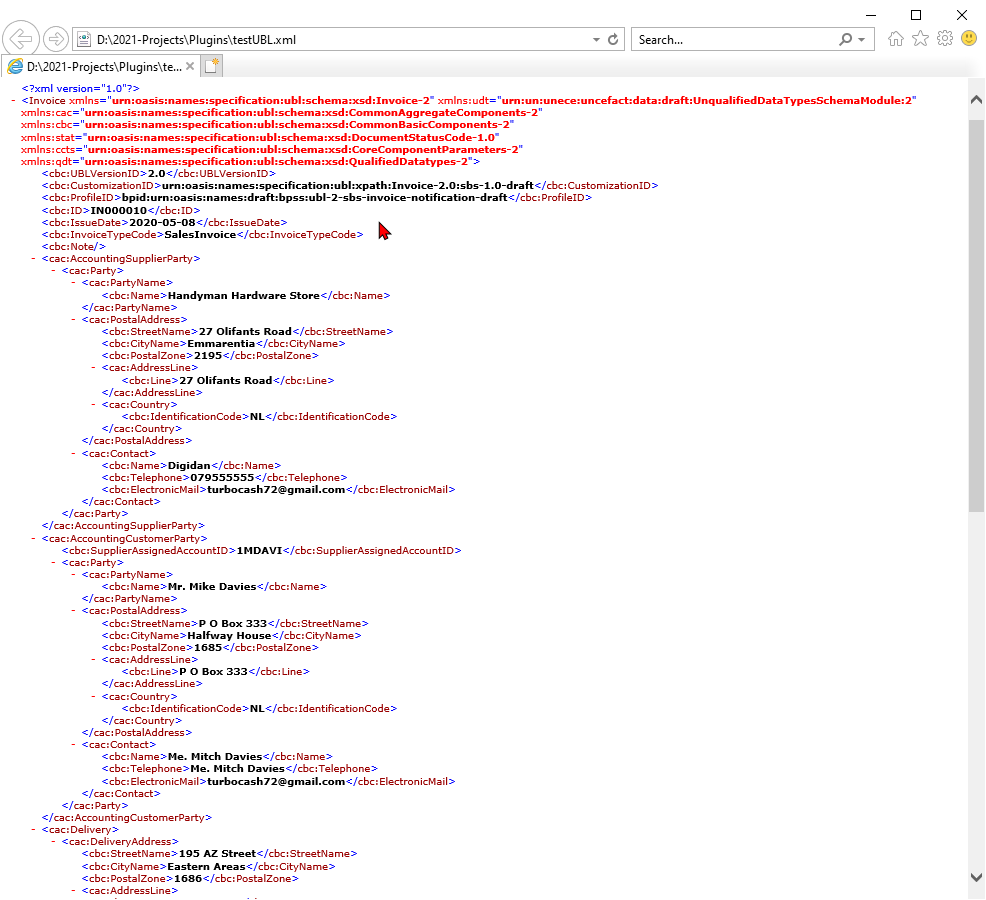 D:\2021-Projects\Plugins\testUBL.xml
Search...
D:\2021-Projects\Plugins\te...
<?xml version="1.0"?>
- <Invoice xmlns="urn:oasis:names:specification:ubl:schema:xsd:Invoice-2" xmlns:udt="urn:un:unece:uncefact:data:draft:UnqualifiedDataTypesSchemaModule:2"
xmlns:cac="urn:oasis:names:specification:ubl:schema:xsd:CommonAggregateComponents-2"
xmlns:cbc="urn:oasis:names:specification:ubl:schema:xsd:CommonBasicComponents-2"
xmlns:stat="urn:oasis:names:specification:ubl:schema:xsd:DocumentStatusCode-1.0"
xmlns:ccts="urn:oasis:names:specification:ubl:schema:xsd:CoreComponentParameters-2"
xmlns:qdt="urn:oasis:names:specification:ubl:schema:xsd:QualifiedDatatypes-2">
<cbc:UBLVersionID>2.0</cbc:UBLVersionID>
<cbc:CustomizationID>urn:oasis:names:specification:ubl:xpath:Invoice-2.0:sbs-1.0-draft</cbc:CustomizationID>
<cbc:ProfileID>bpid:urn:oasis:names:draft:bpss:ubl-2-sbs-invoice-notification-draft</cbc:ProfileID>
<cbc:ID>IN000010</cbc:ID>
<cbc:IssueDate>2020-05-08</cbc:IssueDate>
<cbc:InvoiceTypeCode>SalesInvoice</cbc:InvoiceTypeCode>
<cbc:Note/>
- <cac:AccountingSupplierParty>
- <cac:Party>
- <cac:PartyName>
<cbc:Name>Handyman Hardware Store</cbc:Name>
</cac:PartyName>
- <cac:PostalAddress>
<cbc:StreetName>27 Olifants Road</cbc:StreetName>
<cbc:CityName>Emmarentia</cbc:CityName>
<cbc:PostalZone>2195</cbc:PostalZone>
- <cac:AddressLine>
<cbc:Line>27 Olifants Road</cbc:Line>
</cac:AddressLine>
- <cac:Country>
<cbc:IdentificationCode>NL</cbc:IdentificationCode>
</cac:Country>
</cac:PostalAddress>
- <cac:Contact>
<cbc:Name>Digidan</cbc:Name>
<cbc:Telephone>079555555</cbc:Telephone>
<cbc:ElectronicMail>turbocash72@gmail.com</cbc:ElectronicMail>
</cac:Contact>
</cac:Party>
</cac:AccountingSupplierParty>
- <cac:AccountingCustomerParty>
<cbc:SupplierAssignedAccountID>1MDAVI</cbc:SupplierAssignedAccountID>
- <cac:Party>
- <cac:PartyName>
<cbc:Name>Mr. Mike Davies</cbc:Name>
</cac:PartyName>
- <cac:PostalAddress>
<cbc:StreetName>P O Box 333</cbc:StreetName>
<cbc:CityName>Halfway House</cbc:CityName>
<cbc:PostalZone>1685</cbc:PostalZone>
- <cac:AddressLine>
<cbc:Line>P O Box 333</cbc:Line>
</cac:AddressLine>
- <cac:Country>
<cbc:IdentificationCode>NL</cbc:IdentificationCode>
</cac:Country>
</cac:PostalAddress>
- <cac:Contact>
<cbc:Name>Me. Mitch Davies</cbc:Name>
<cbc:Telephone>Me. Mitch Davies</cbc:Telephone>
<cbc:ElectronicMail>turbocash72@gmail.com</cbc:ElectronicMail>
</cac:Contact>
</cac:Party>
</cac:AccountingCustomerParty>
- <cac:Delivery>
- <cac:DeliveryAddress>
<cbc:StreetName>195 AZ Street</cbc:StreetName>
<cbc:CityName>Eastern Areas</cbc:CityName>
<cbc:PostalZone>1686</cbc:PostalZone>
- <cac:AddressLine>